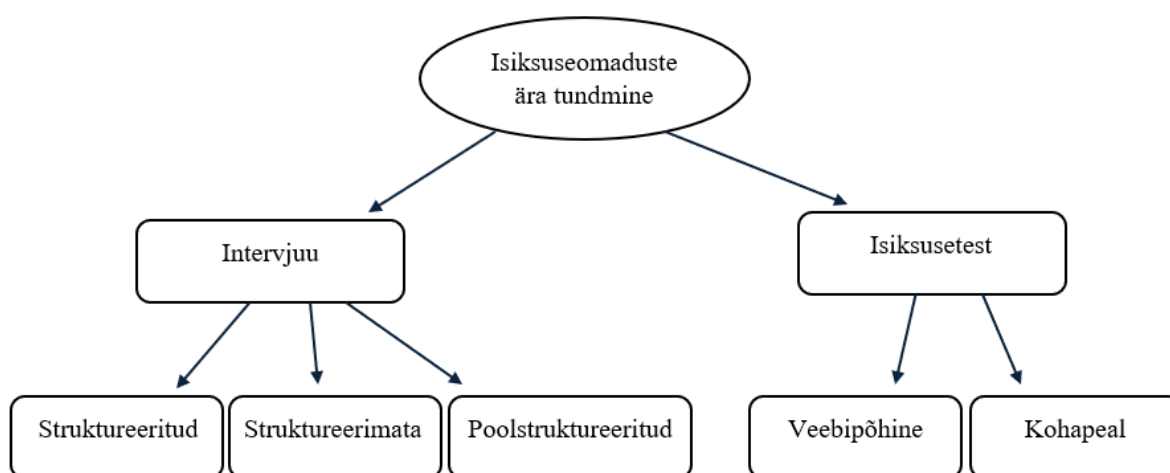 Isiksuseomaduste
ära tundmine
Intervjuu
Isiksusetest
Struktureeritud
Struktureerimata
Poolstruktureeritud
Veebipõhine
Kohapeal